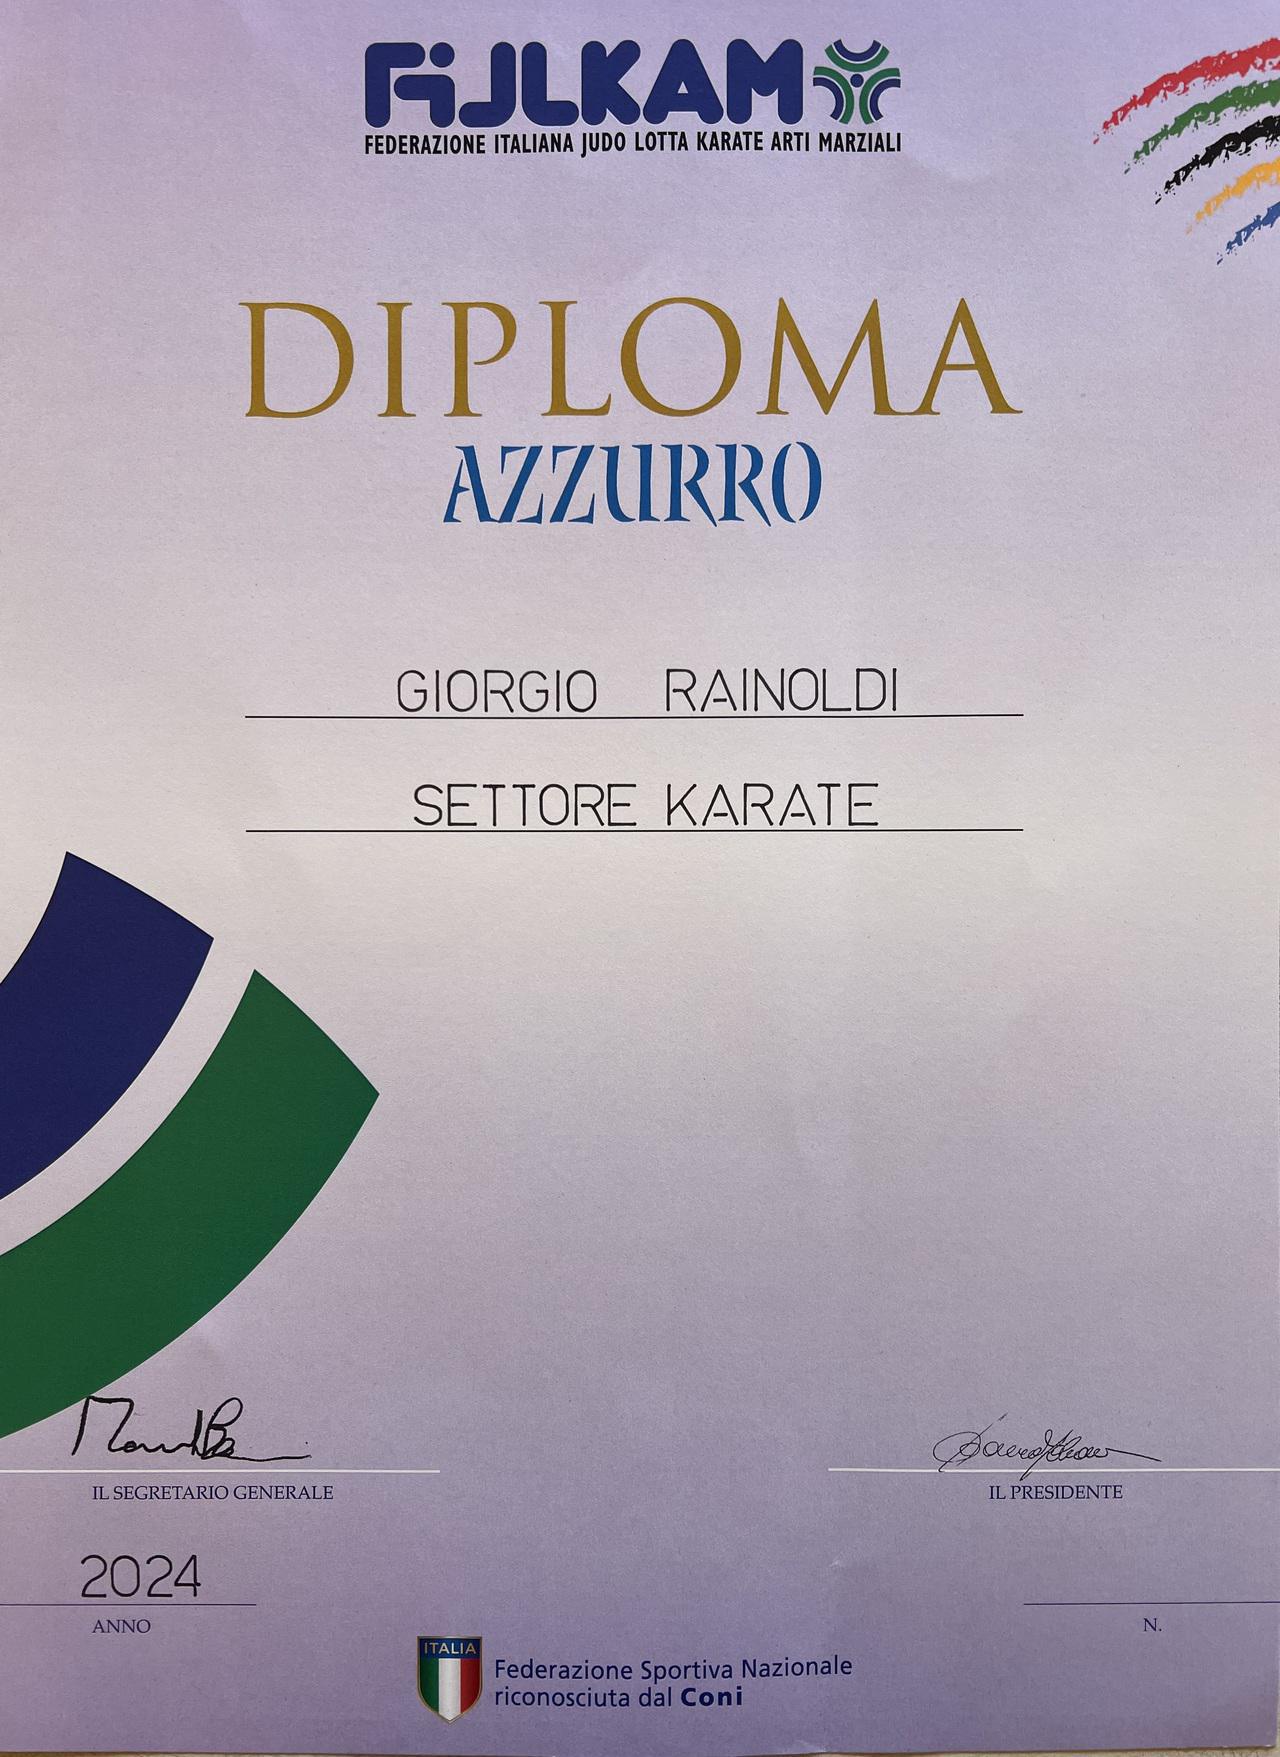 FIJLKAM
FEDERAZIONE ITALIANA JUDO LOTTA KARATE ARTI MARZIALI
DIPLOMA
AZZURRO
GIORGIO RAINOLDI
SETTORE KARATE
IL SEGRETARIO GENERALE
IL PRESIDENTE
2024
ANNO
N.
ITALIA
Federazione Sportiva Nazionale
riconosciuta dal Coni